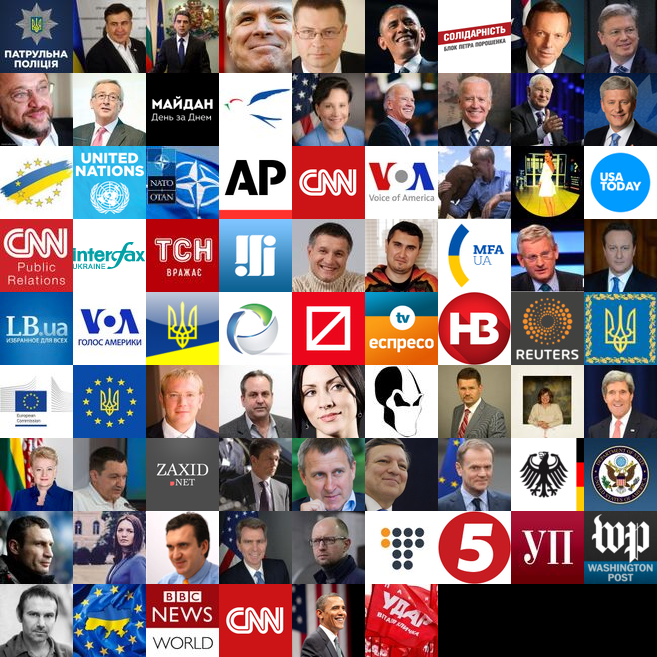 ПАТРУЛЬНА
ПОЛІЦІЯ
СОЛІДАРНІСТЬ
БЛОК ПЕТРА ПОРОШЕНКА
МАЙДАН
День за Днем
UNITED
NATIONS
NATO
OTAN
AP
CNN
VOA
Voice of America
USA
TODAY
CNN
Public
Relations
Interfax
UKRAINE
ТСН
ВРАЖАЄ
MFA
UA
LB.ua
ИЗБРАННОЕ ДЛЯ ВСЕХ
VOA
ГОЛОС АМЕРИКИ
tv
еспресо
НВ
REUTERS
European
Commission
ZAXID
.NET
5
УП
wp
WASHINGTON
POST
BBC
NEWS
WORLD
CNN
УДАР